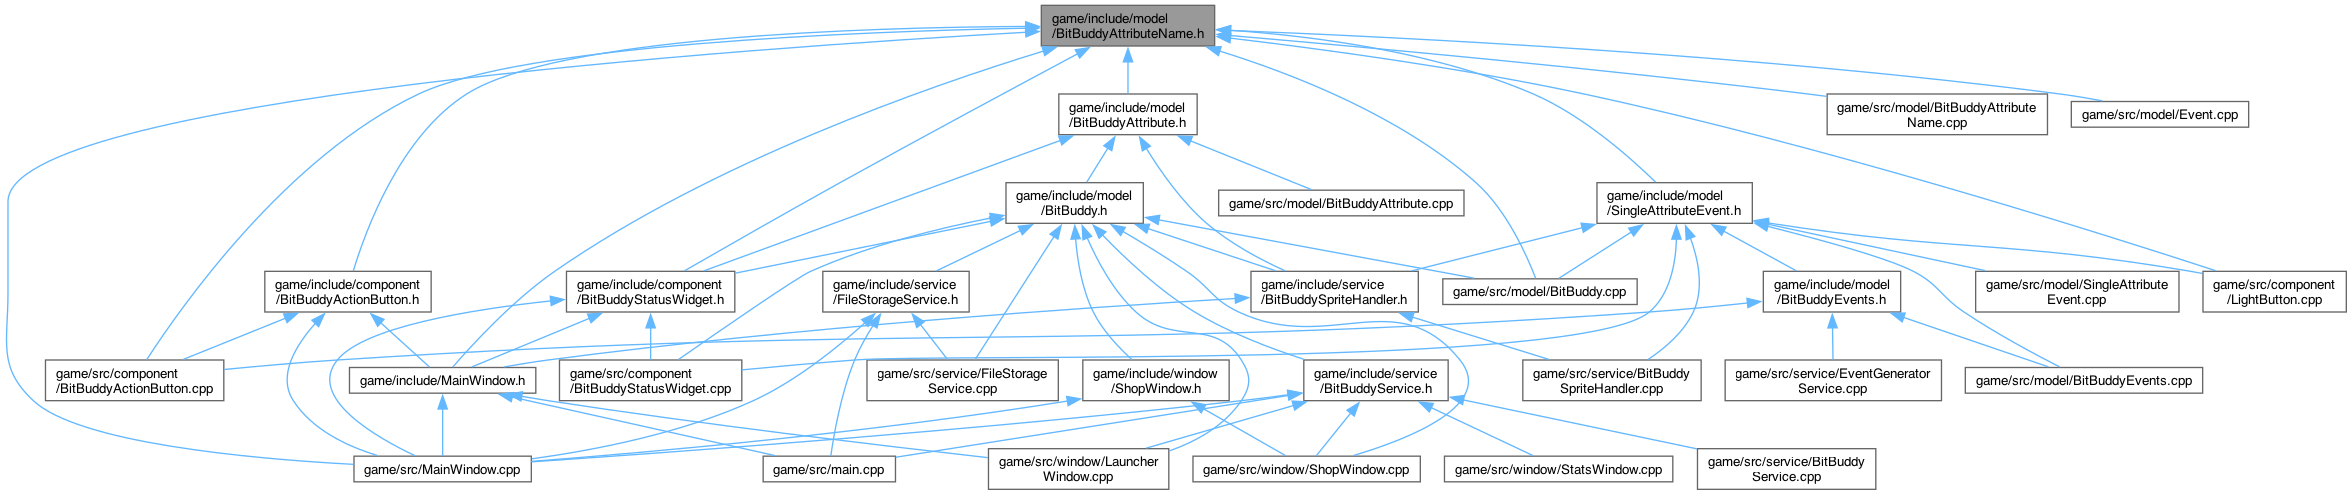 game/include/model
/BitBuddyAttributeName.h
game/include/model
/BitBuddyAttribute.h
game/src/model/BitBuddyAttribute
Name.cpp
game/src/model/Event.cpp
game/include/model
/BitBuddy.h
game/src/model/BitBuddyAttribute.cpp
game/include/model
/SingleAttributeEvent.h
game/include/component
/BitBuddyActionButton.h
game/include/component
/BitBuddyStatusWidget.h
game/include/service
/FileStorageService.h
game/include/service
/BitBuddySpriteHandler.h
game/src/model/BitBuddy.cpp
game/include/model
/BitBuddyEvents.h
game/src/model/SingleAttribute
Event.cpp
game/src/component
/LightButton.cpp
game/src/component
/BitBuddyActionButton.cpp
game/include/MainWindow.h
game/src/component
/BitBuddyStatusWidget.cpp
game/src/service/FileStorage
Service.cpp
game/include/window
/ShopWindow.h
game/include/service
/BitBuddyService.h
game/src/service/BitBuddy
SpriteHandler.cpp
game/src/service/EventGenerator
Service.cpp
game/src/model/BitBuddyEvents.cpp
game/src/MainWindow.cpp
game/src/main.cpp
game/src/window/Launcher
Window.cpp
game/src/window/ShopWindow.cpp
game/src/window/StatsWindow.cpp
game/src/service/BitBuddy
Service.cpp